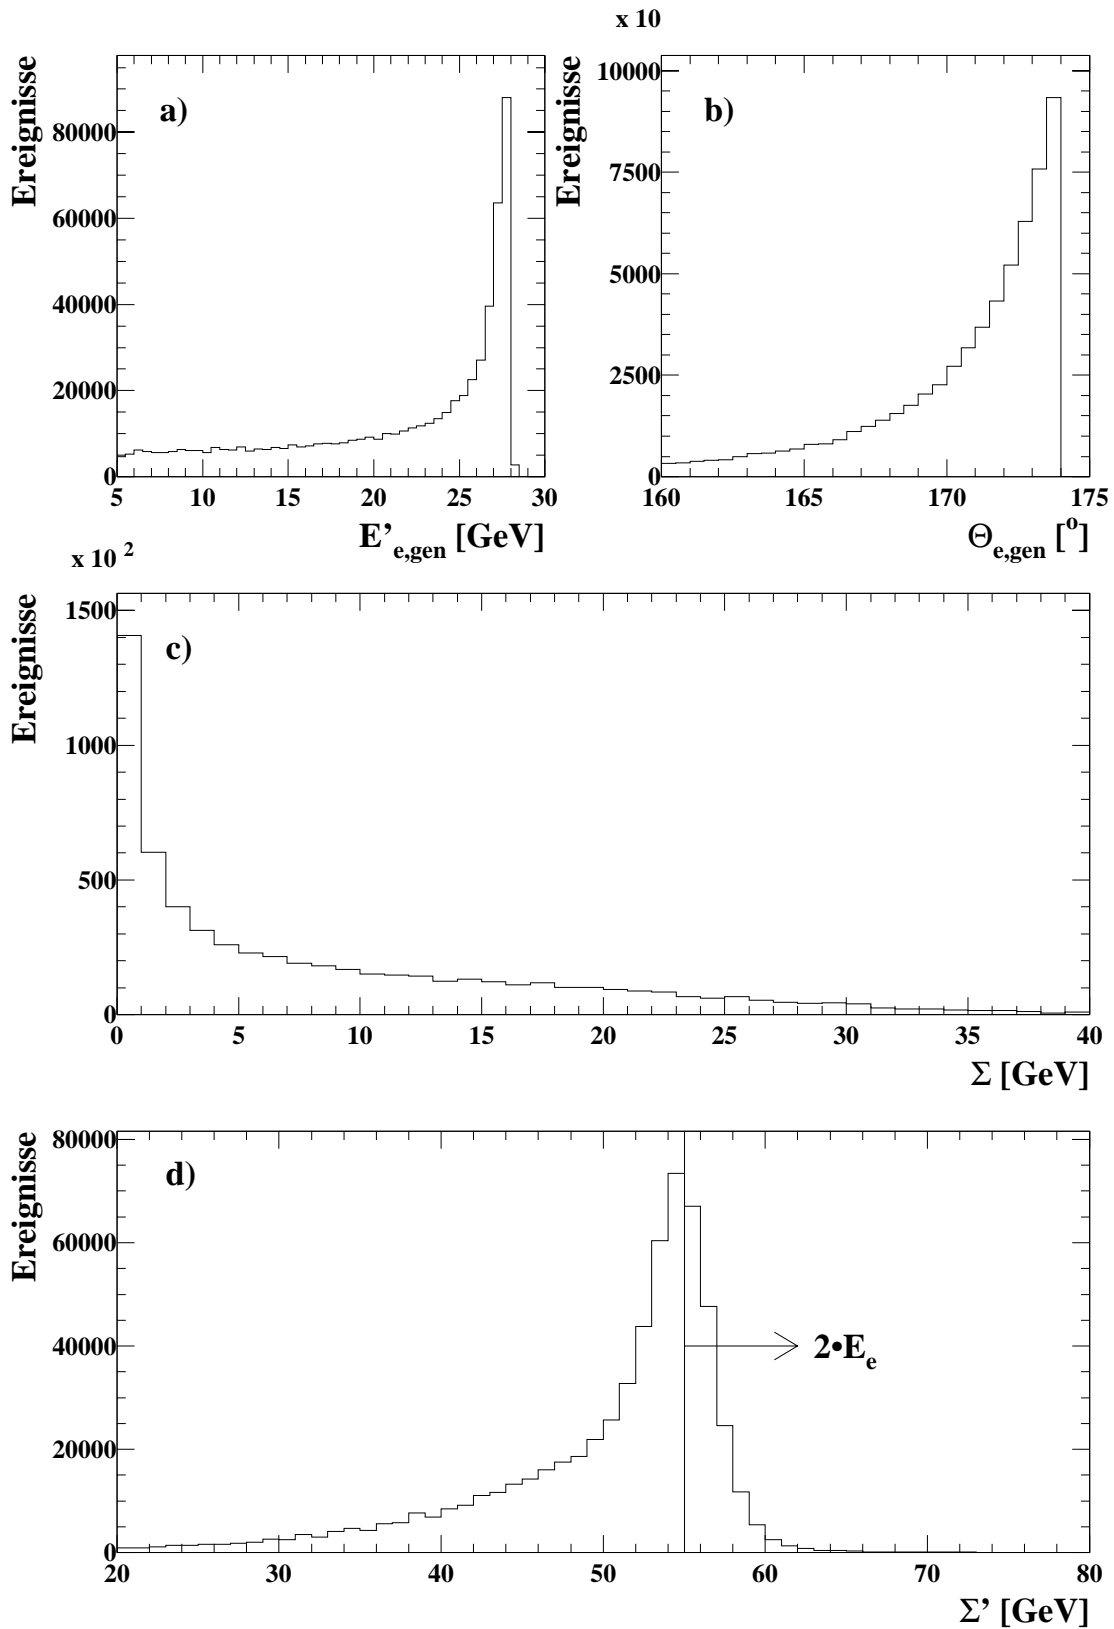 x 10
Ereignisse
a)
80000
60000
40000
20000
0
5 10 15 20 25 30
E’e,gen [GeV]
Ereignisse
b)
10000
7500
5000
2500
0
160 165 170 175
Θe,gen [o]
x 10 2
Ereignisse
c)
1500
1000
500
0
0 5 10 15 20 25 30 35 40
Σ [GeV]
Ereignisse
d)
80000
60000
40000
20000
0
2•Ee
20 30 40 50 60 70 80
Σ’ [GeV]